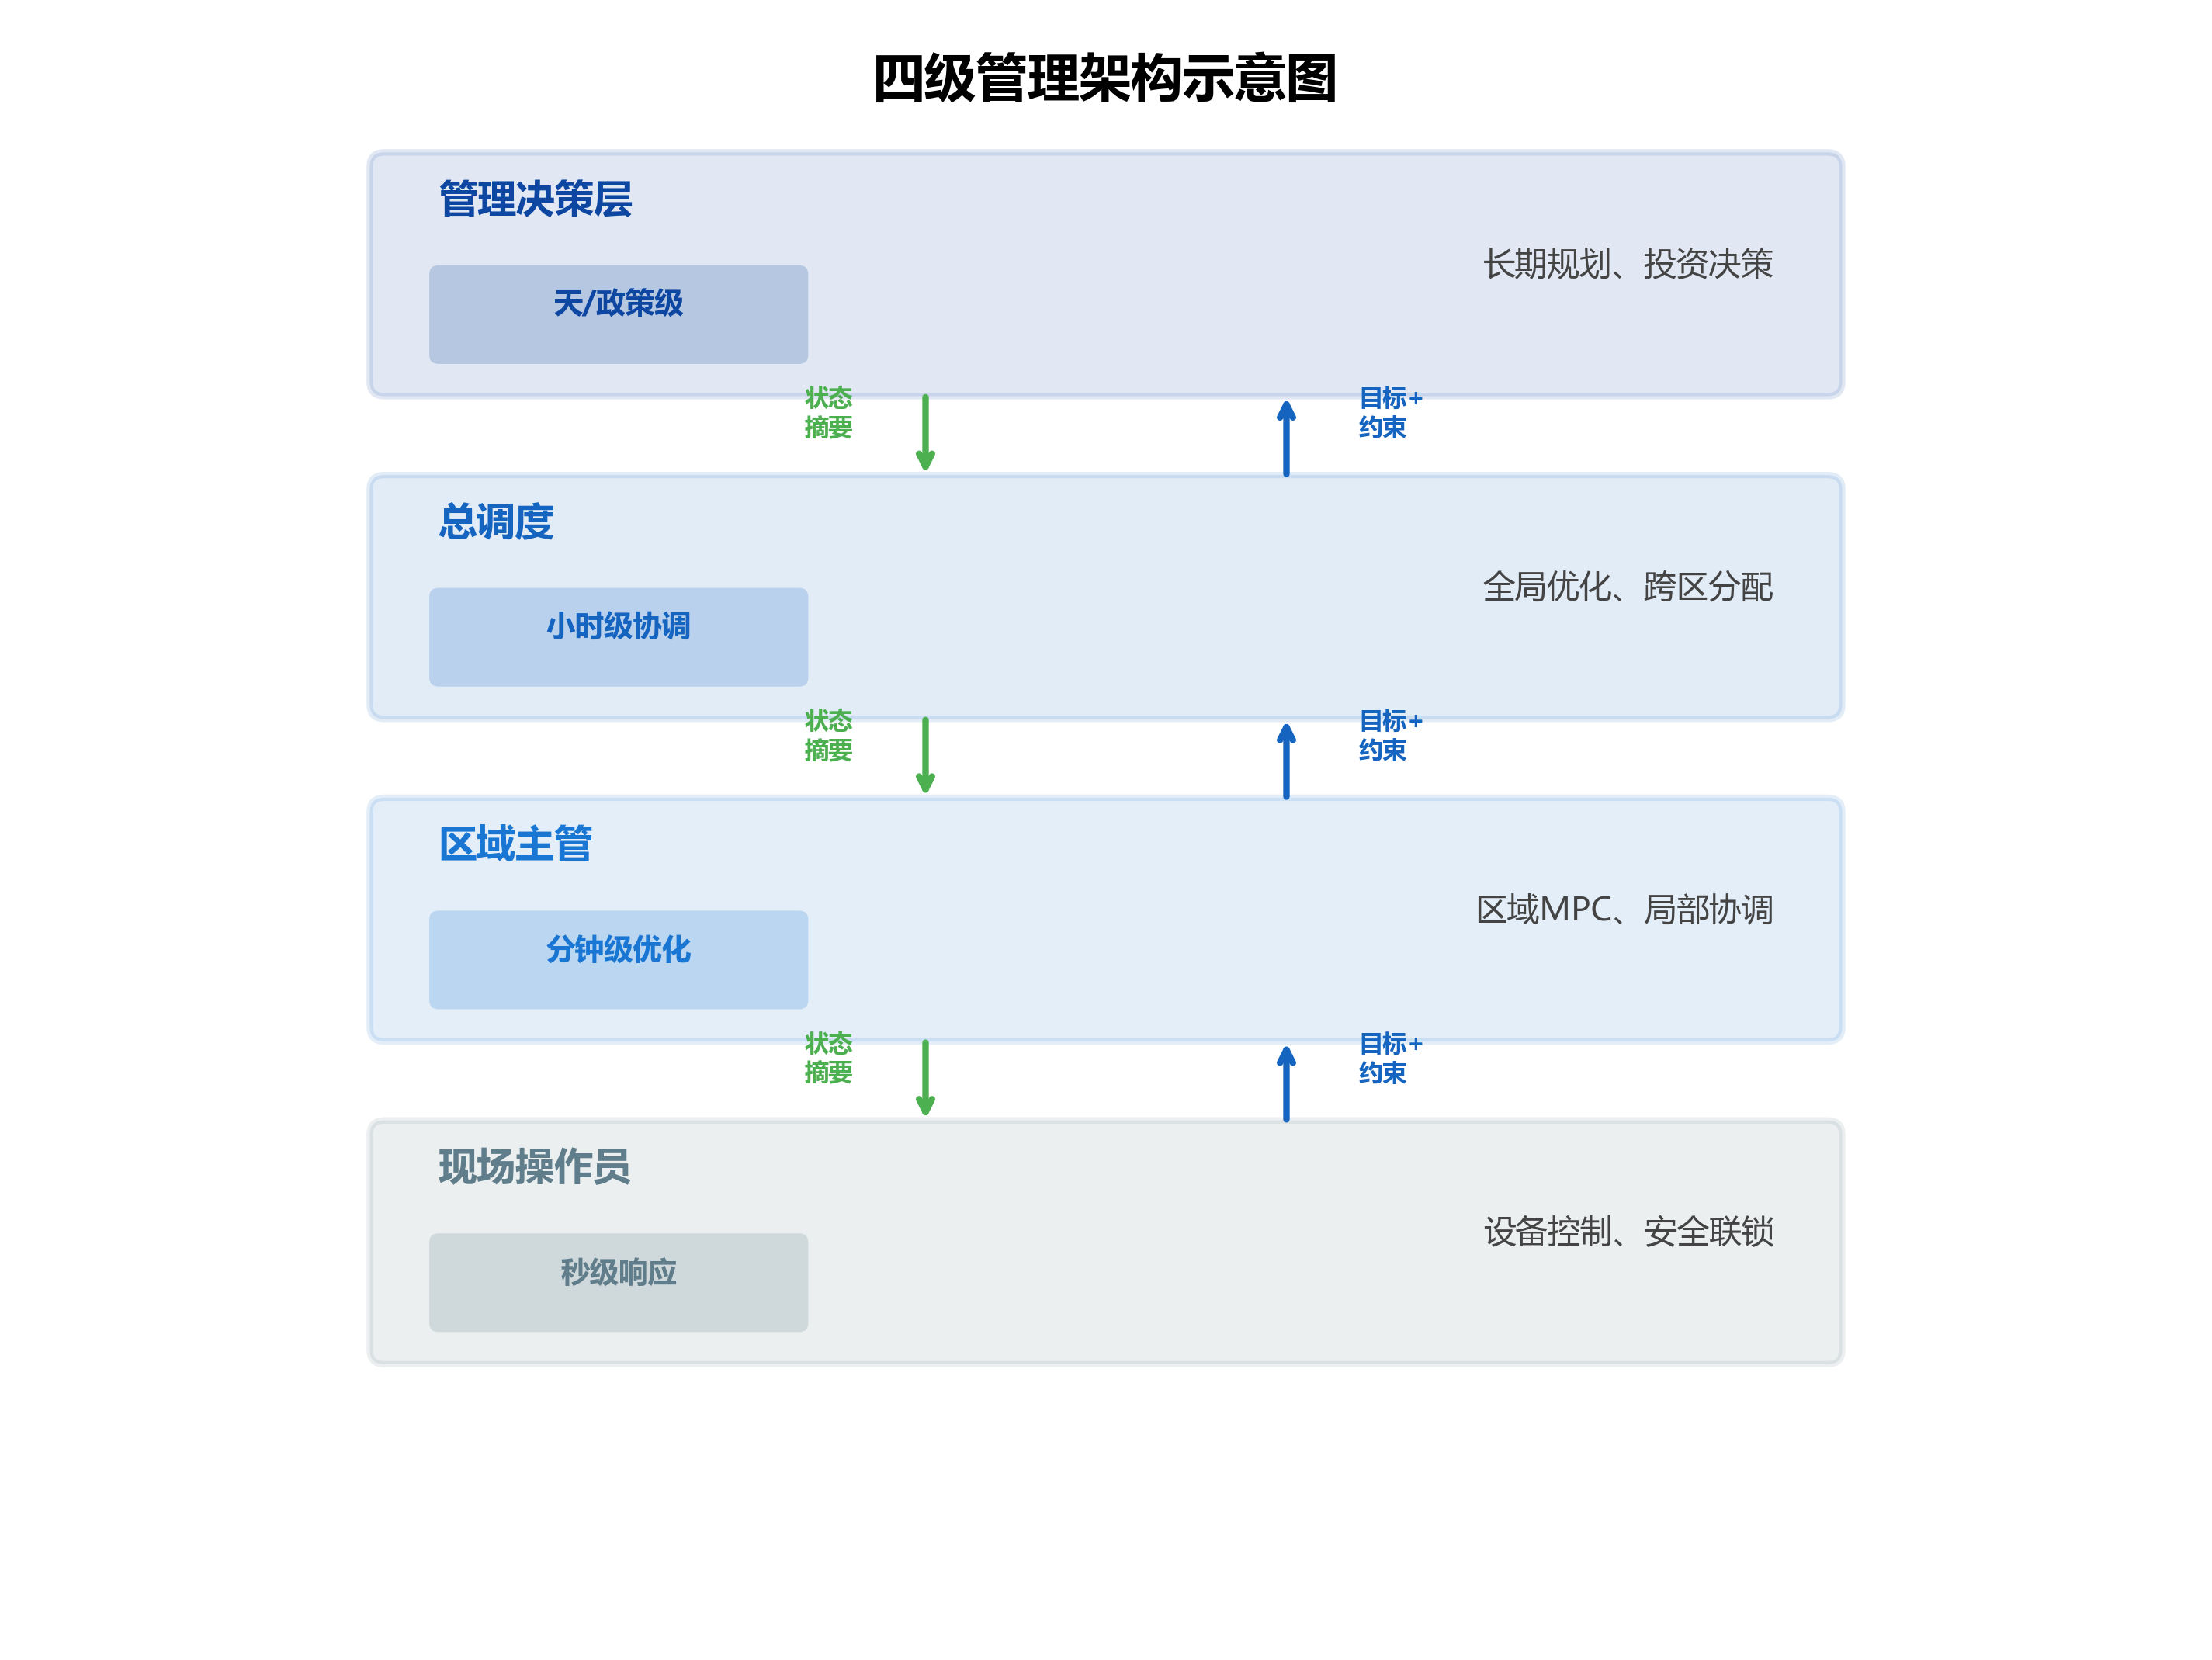 四级管理架构示意图
管理决策层
长期规划、投资决策
天/政策级
状态
摘要
目标+
约束
总调度
全局优化、跨区分配
小时级协调
状态
摘要
目标+
约束
区域主管
区域MPC、局部协调
分钟级优化
状态
摘要
目标+
约束
现场操作员
设备控制、安全联锁
秒级响应